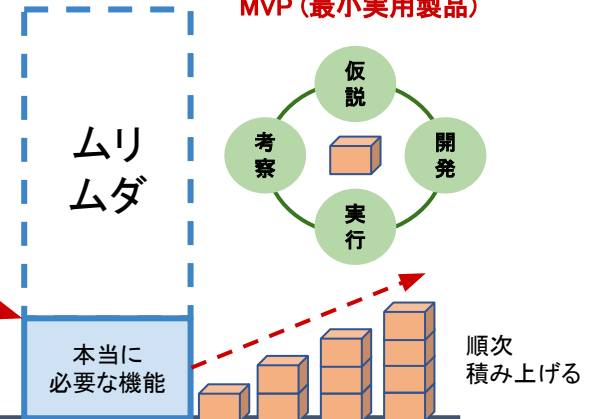 MVP（最小実用製品）
ムリ
ムダ
仮
説
考
察
開
発
実
行
本当に
必要な機能
順次
積み上げる